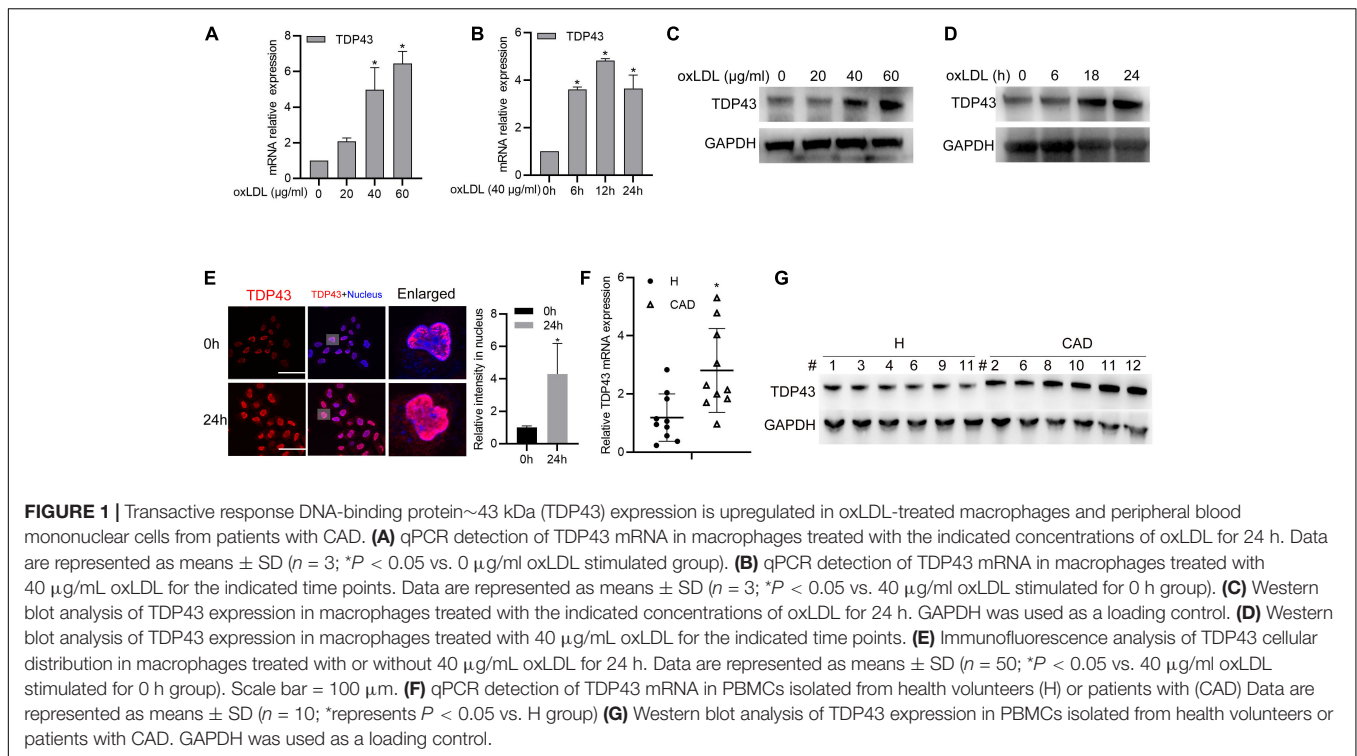 A
TDP43
mRNA relative expression
8
6
4
2
0
* *
oxLDL (µg/ml) 0 20 40 60
B
TDP43
mRNA relative expression
6
4
2
0
* * *
oxLDL (40 µg/ml) 0h 6h 12h 24h
C
oxLDL (µg/ml) 0 20 40 60
TDP43
GAPDH
D
oxLDL (h) 0 6 18 24
TDP43
GAPDH
E
TDP43 TDP43+Nucleus Enlarged
0h
24h
Relative intensity in nucleus
8
6
4
2
0
0h
24h
*
0h 24h
F
Relative TDP43 mRNA expression
6
4
2
0
H
CAD
*
G
H CAD
# 1 3 4 6 9 11 # 2 6 8 10 11 12
TDP43
GAPDH
FIGURE 1 | Transactive response DNA-binding protein~43 kDa (TDP43) expression is upregulated in oxLDL-treated macrophages and peripheral blood
mononuclear cells from patients with CAD. (A) qPCR detection of TDP43 mRNA in macrophages treated with the indicated concentrations of oxLDL for 24 h. Data
are represented as means ± SD (n = 3; *P < 0.05 vs. 0 µg/ml oxLDL stimulated group). (B) qPCR detection of TDP43 mRNA in macrophages treated with
40 µg/mL oxLDL for the indicated time points. Data are represented as means ± SD (n = 3; *P < 0.05 vs. 40 µg/ml oxLDL stimulated for 0 h group). (C) Western
blot analysis of TDP43 expression in macrophages treated with the indicated concentrations of oxLDL for 24 h. GAPDH was used as a loading control. (D) Western
blot analysis of TDP43 expression in macrophages treated with 40 µg/mL oxLDL for the indicated time points. (E) Immunofluorescence analysis of TDP43 cellular
distribution in macrophages treated with or without 40 µg/mL oxLDL for 24 h. Data are represented as means ± SD (n = 50; *P < 0.05 vs. 40 µg/ml oxLDL
stimulated for 0 h group). Scale bar = 100 µm. (F) qPCR detection of TDP43 mRNA in PBMCs isolated from health volunteers (H) or patients with (CAD) Data are
represented as means ± SD (n = 10; *represents P < 0.05 vs. H group) (G) Western blot analysis of TDP43 expression in PBMCs isolated from health volunteers or
patients with CAD. GAPDH was used as a loading control.